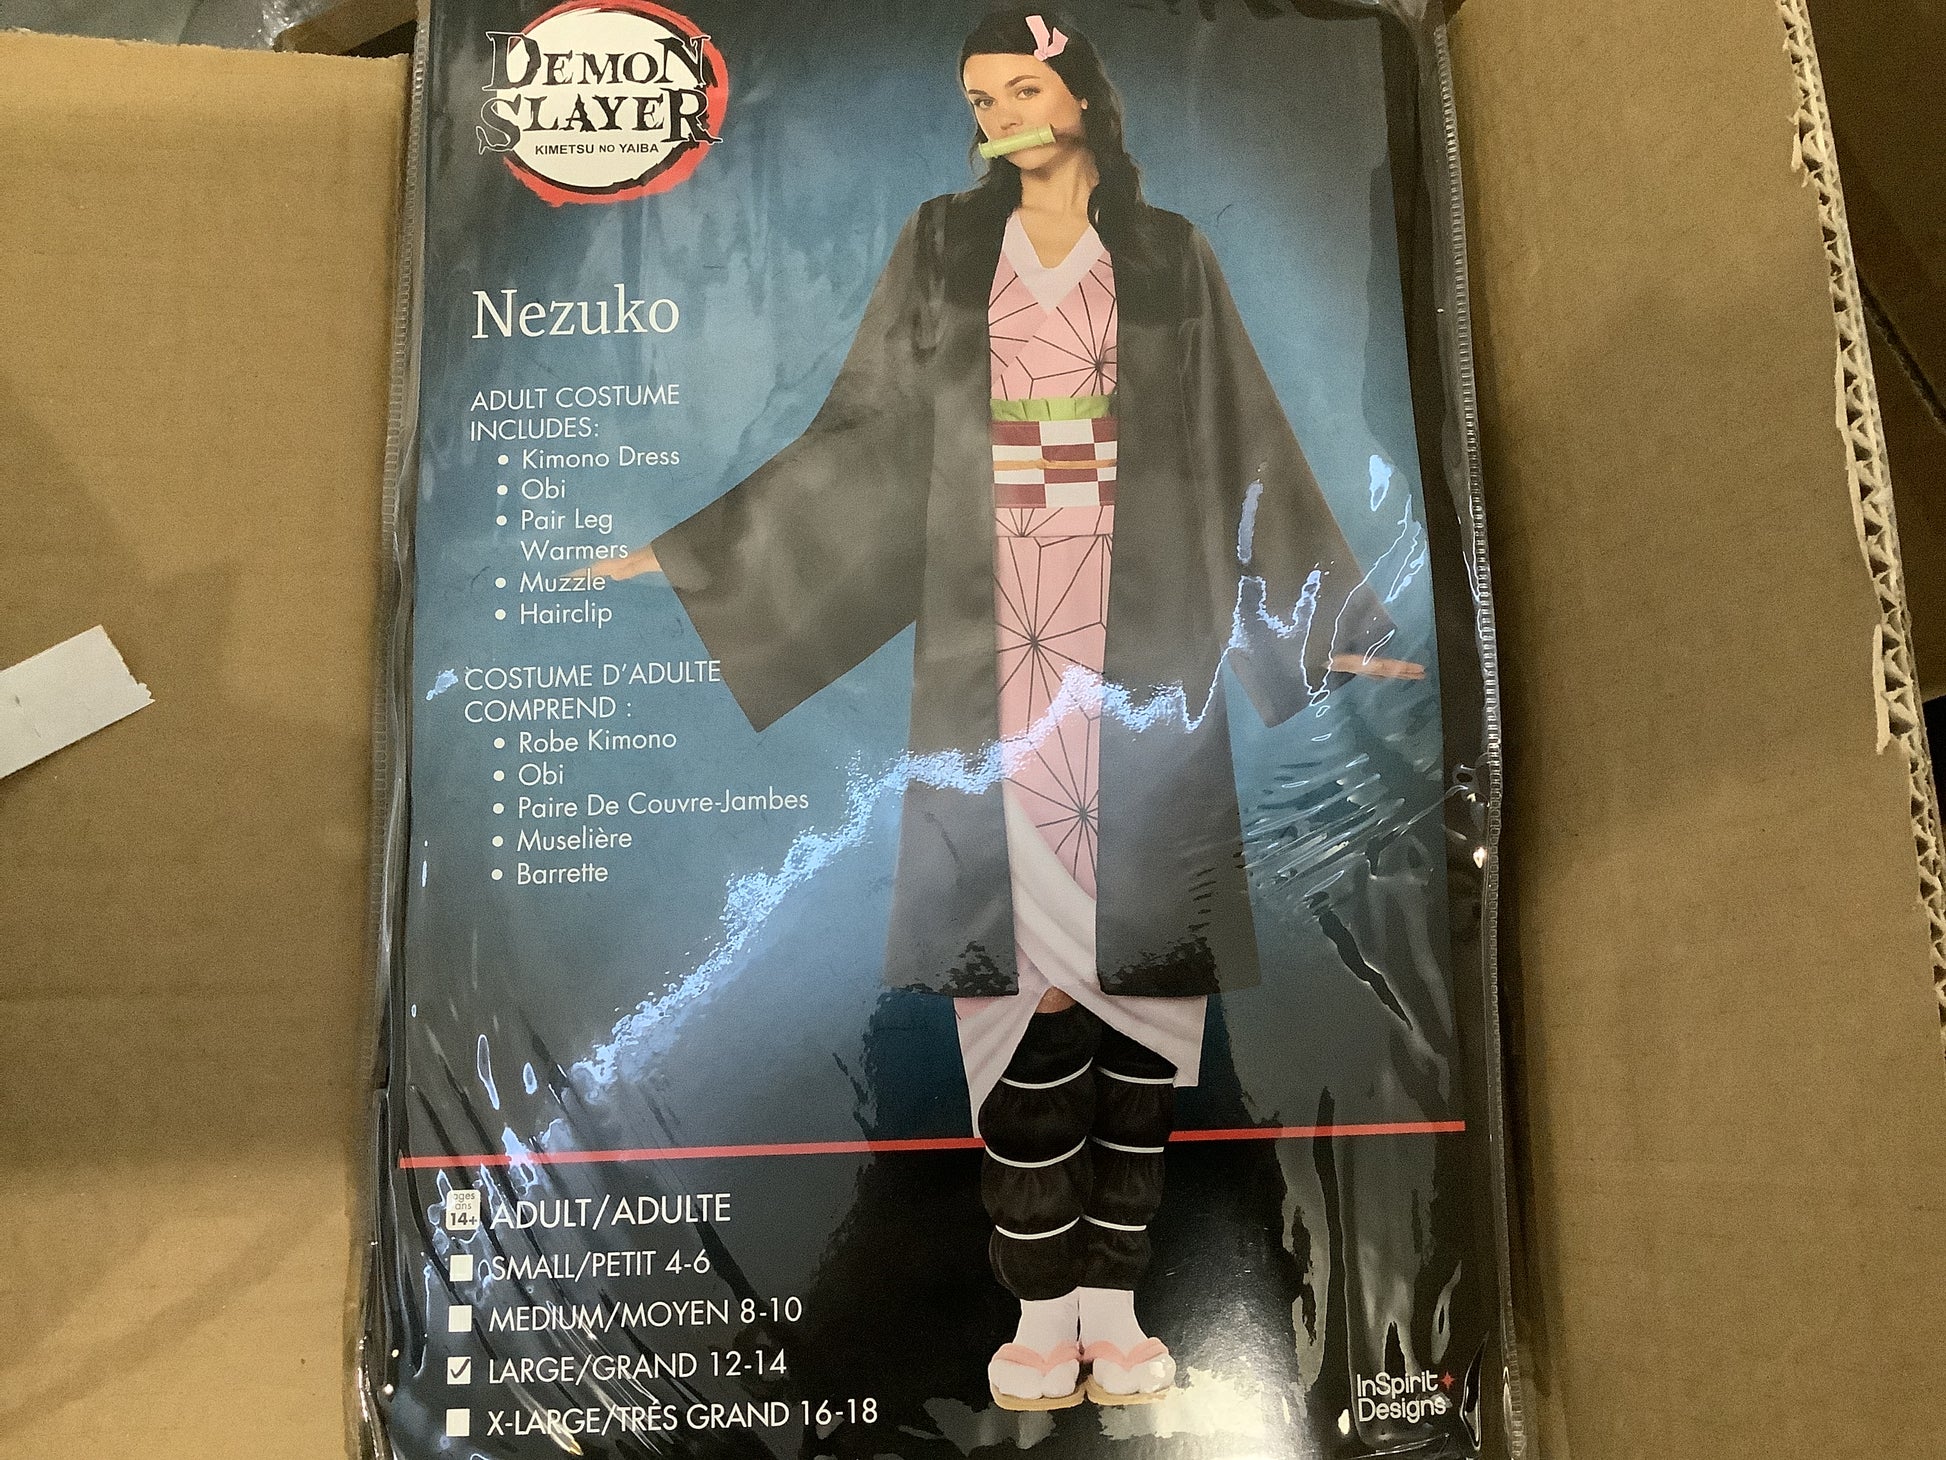 DEMON
SLAYER
KIMETSU NO YAIBA
Nezuko
ADULT COSTUME
INCLUDES:
• Kimono Dress
• Obi
• Pair Leg
Warmers
• Muzzle
• Hairclip
COSTUME D'ADULTE
COMPREND :
• Robe Kimono
• Obi
• Paire De Couvre-Jambes
• Muselière
• Barrette
ages
ans
14+
ADULT/ADULTE
SMALL/PETIT 4-6
MEDIUM/MOYEN 8-10
LARGE/GRAND 12-14
X-LARGE/TRÉS GRAND 16-18
InSpirit
Designs